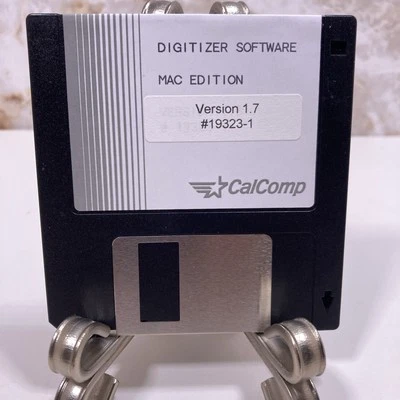 DIGITIZER SOFTWARE
MAC EDITION
Version 1.7
#19323-1
CalComp